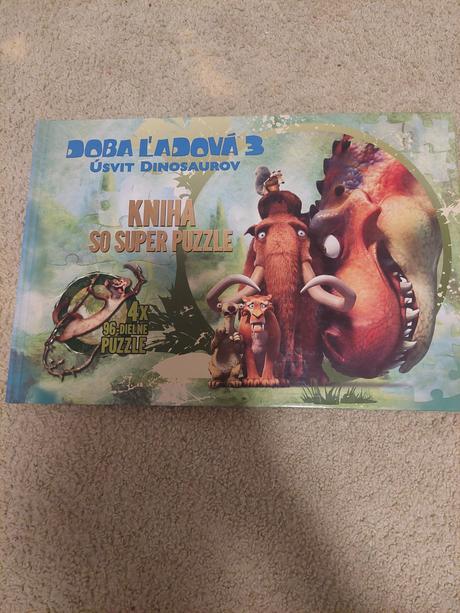 DOBA ĽADOVÁ 3
ÚSVIT DINOSAUROV
KNIHA
SO SUPER PUZZLE
4X
96-DIELNE
PUZZLE